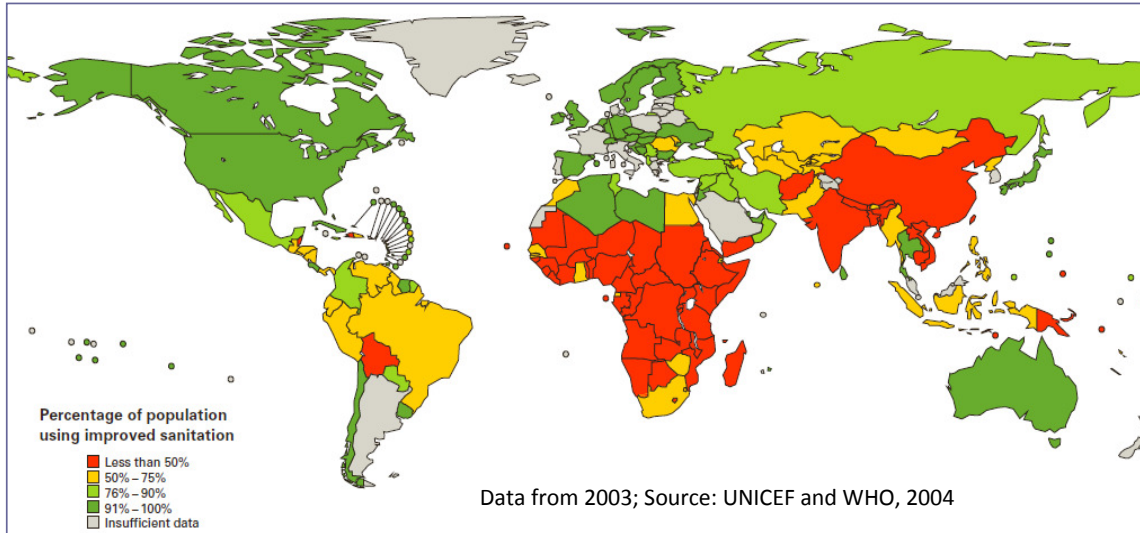 Percentage of population
using improved sanitation
Less than 50%
50% – 75%
76% – 90%
91% – 100%
Insufficient data
Data from 2003; Source: UNICEF and WHO, 2004